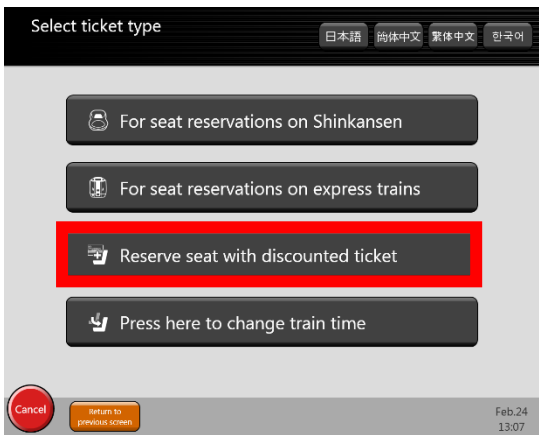 Select ticket type
日本語 简体中文 繁体中文 한국어
For seat reservations on Shinkansen
For seat reservations on express trains
Reserve seat with discounted ticket
Press here to change train time
Cancel
Return to
previous screen
Feb.24
13:07